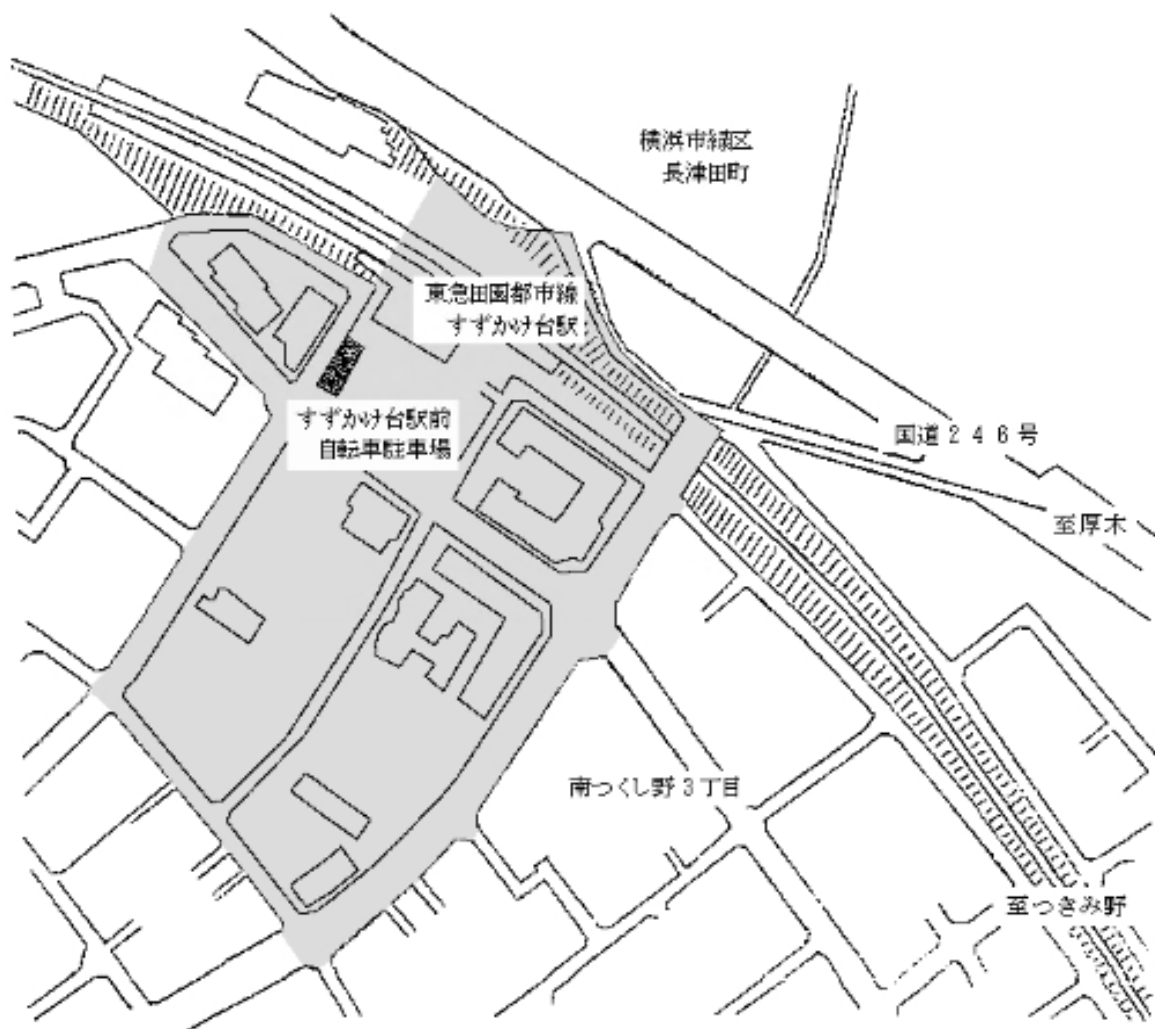 横浜市緑区
長津田町
東急田園都市線
すずかけ台駅
すずかけ台駅前
自転車駐車場
国道246号
至厚木
南つくし野3丁目
至つきみ野